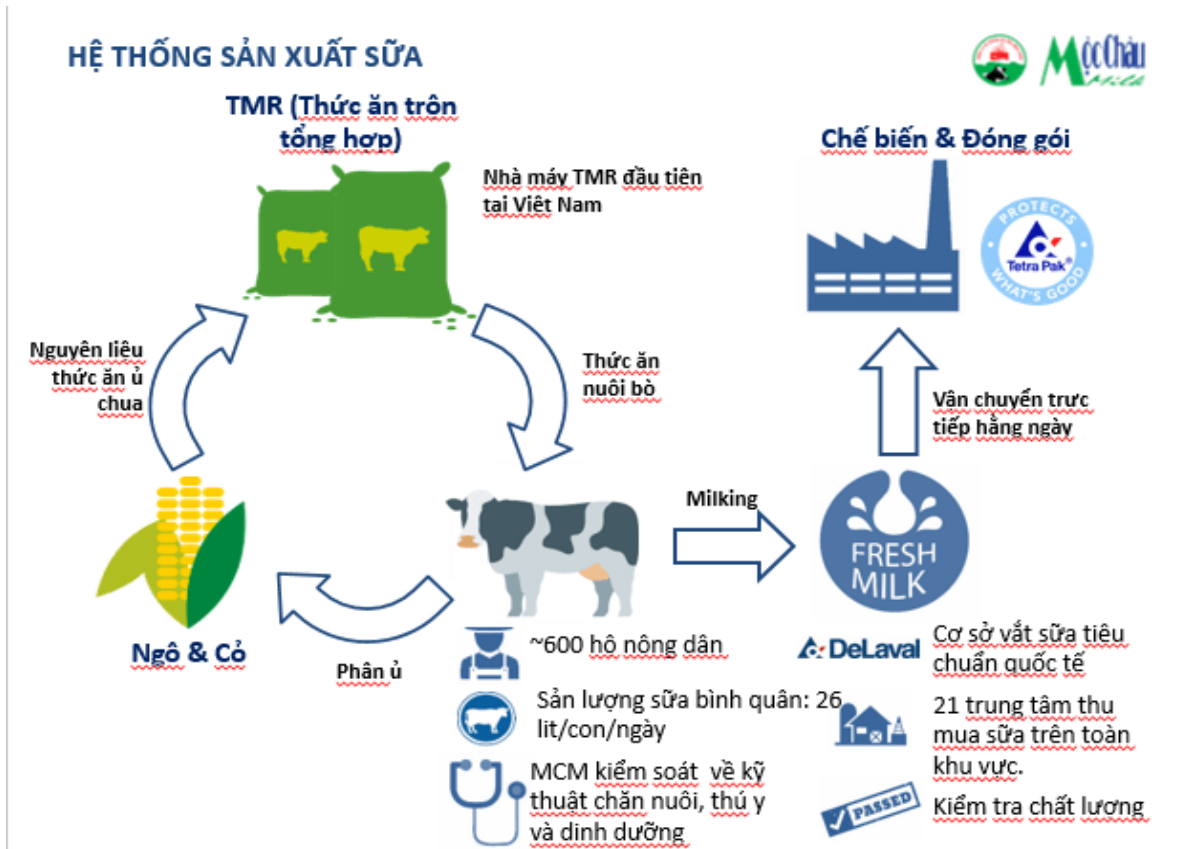 HỆ THỐNG SẢN XUẤT SỮA
MộcChâu
Milk
TMR (Thức ăn trộn
tổng hợp)
Nhà máy TMR đầu tiên
tại Việt Nam
Chế biến & Đóng gói
PROTECTS
WHAT'S GOOD
Tetra Pak®
Nguyên liệu
thức ăn ủ
chua
Thức ăn
nuôi bò
Vận chuyển trực
tiếp hằng ngày
Milking
FRESH
MILK
Ngô & Cỏ
Phân ủ
~600 hộ nông dân
Sản lượng sữa bình quân: 26
lit/con/ngày
MCM kiểm soát về kỹ
thuật chăn nuôi, thú y
và dinh dưỡng
DeLaval
Cơ sở vắt sữa tiêu
chuẩn quốc tế
21 trung tâm thu
mua sữa trên toàn
khu vực.
PASSED
Kiểm tra chất lượng